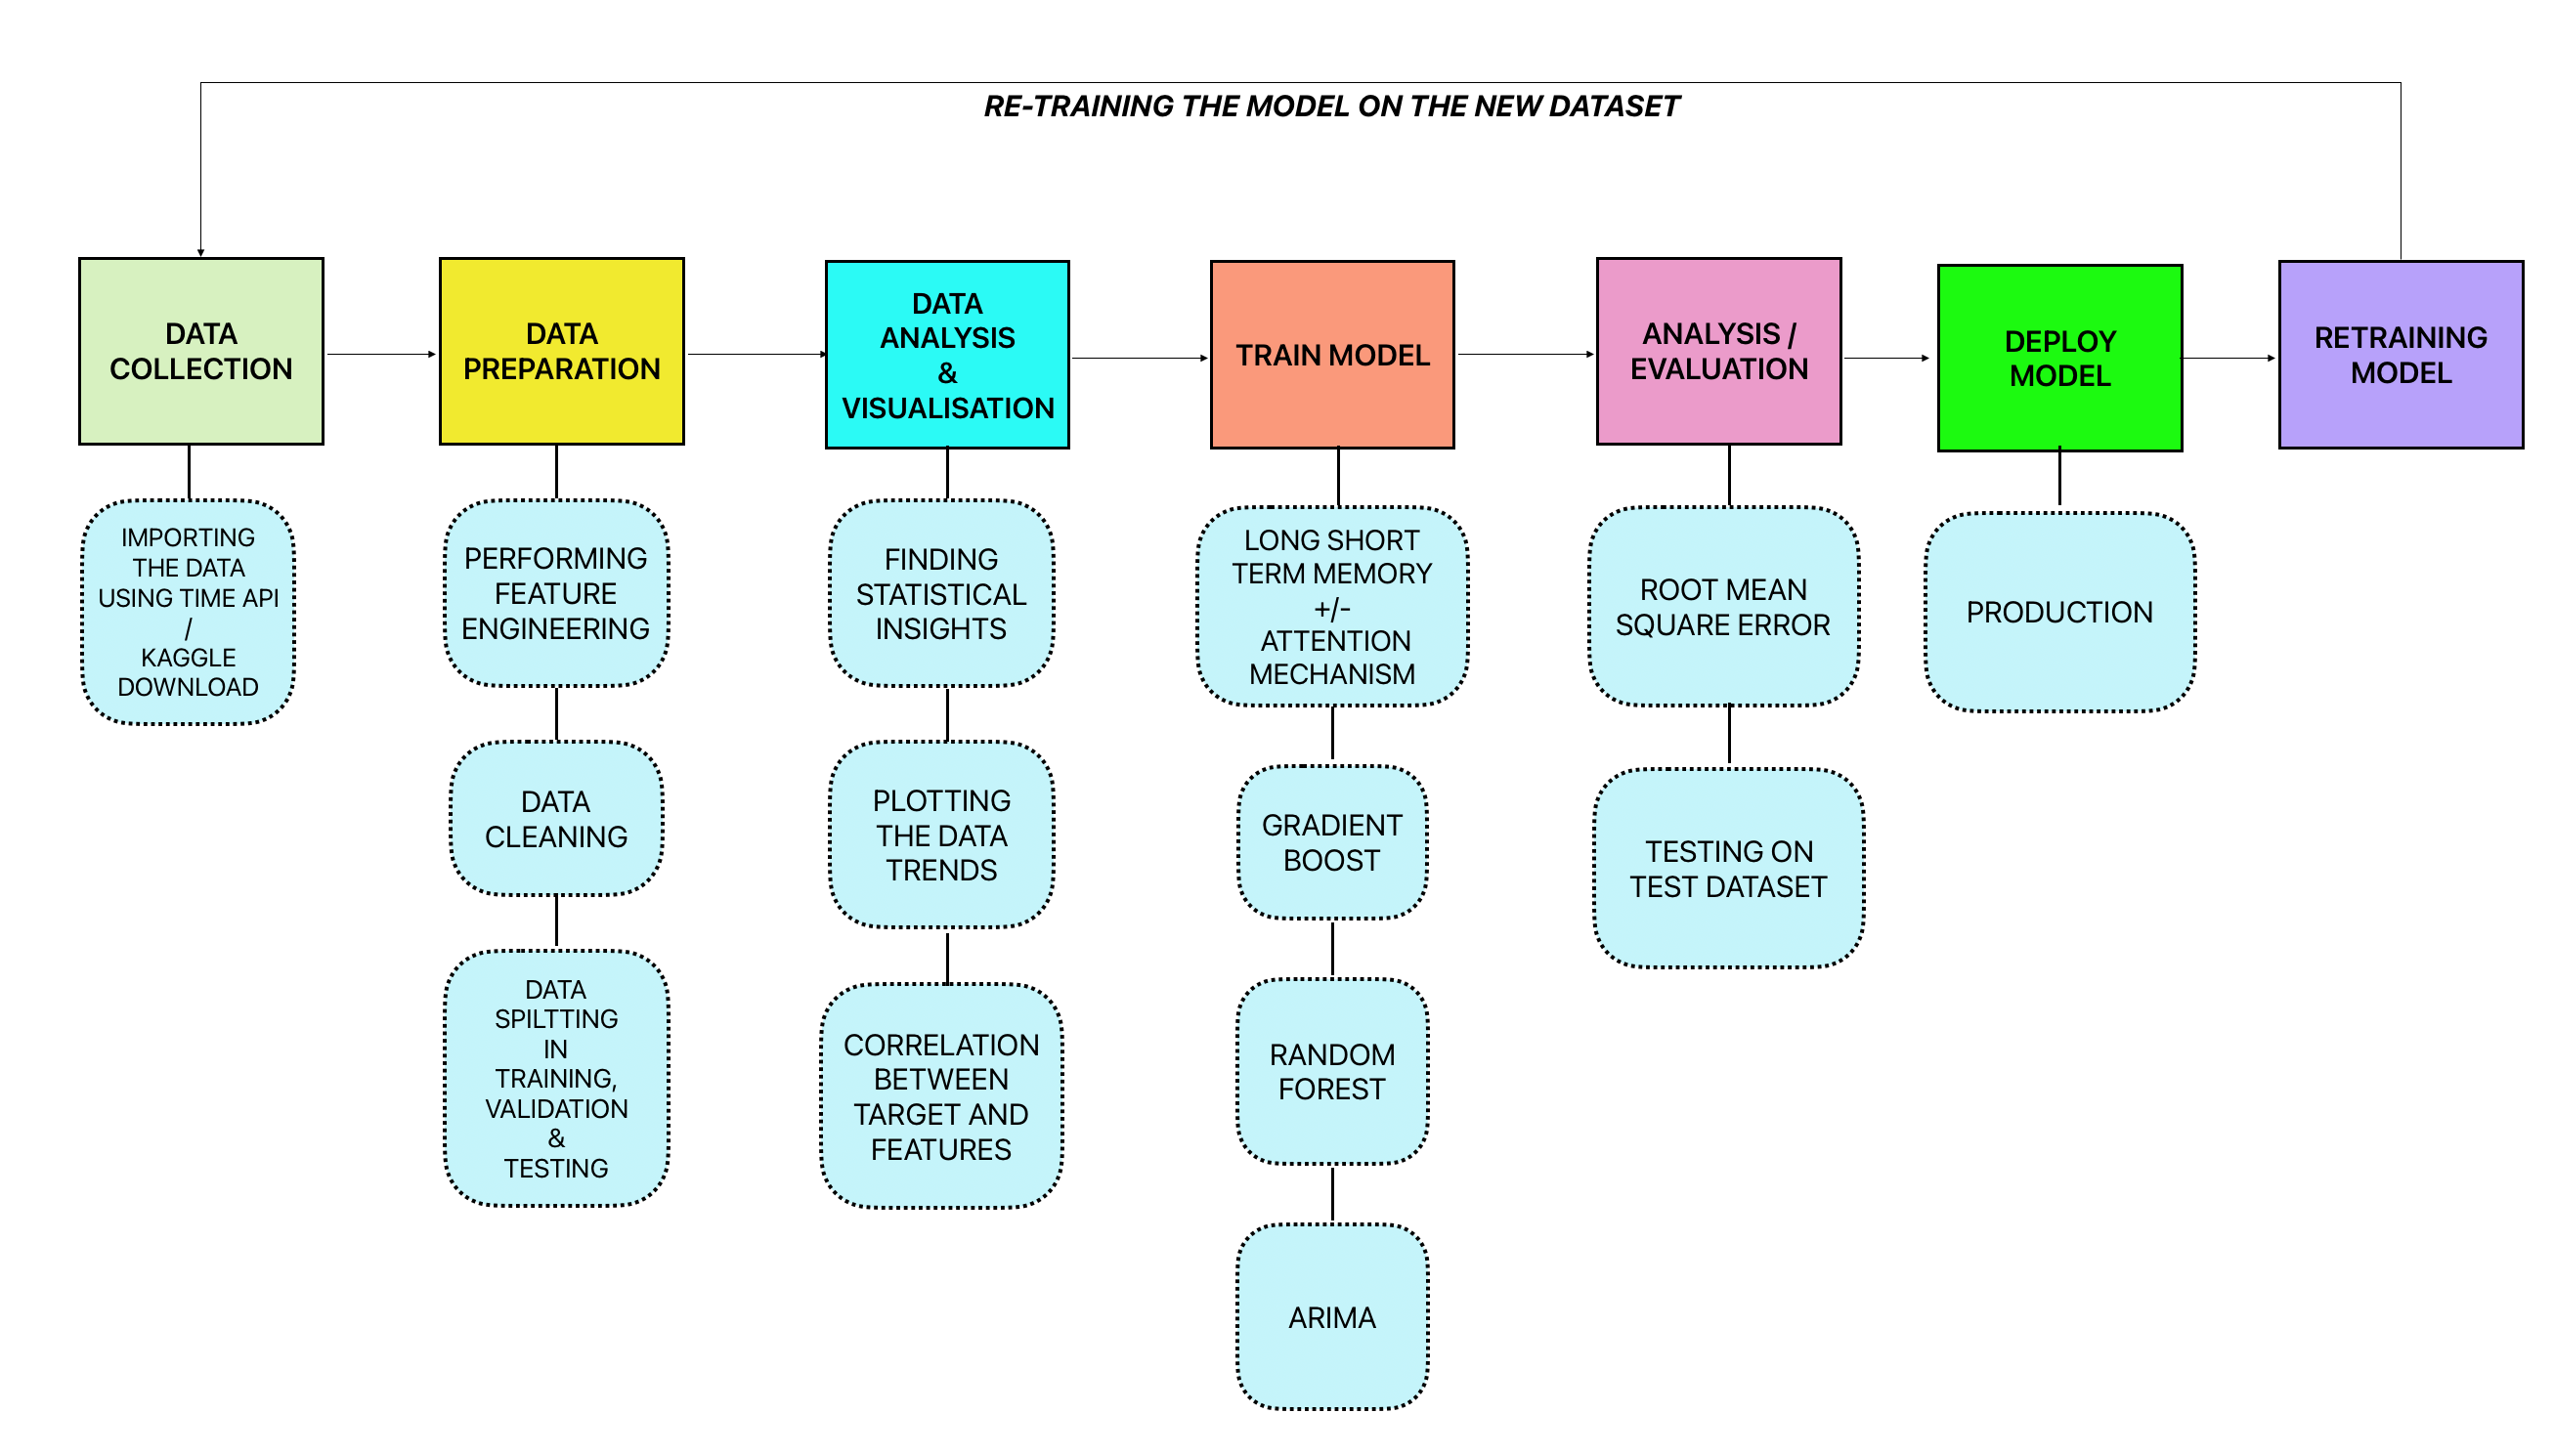 RE-TRAINING THE MODEL ON THE NEW DATASET
DATA
COLLECTION
DATA
PREPARATION
DATA
ANALYSIS
&
VISUALISATION
TRAIN MODEL
ANALYSIS /
EVALUATION
DEPLOY
MODEL
RETRAINING
MODEL
IMPORTING
THE DATA
USING TIME API
/
KAGGLE
DOWNLOAD
PERFORMING
FEATURE
ENGINEERING
DATA
CLEANING
DATA
SPILTTING
IN
TRAINING,
VALIDATION
&
TESTING
FINDING
STATISTICAL
INSIGHTS
PLOTTING
THE DATA
TRENDS
CORRELATION
BETWEEN
TARGET AND
FEATURES
LONG SHORT
TERM MEMORY
+/-
ATTENTION
MECHANISM
GRADIENT
BOOST
RANDOM
FOREST
ARIMA
ROOT MEAN
SQUARE ERROR
TESTING ON
TEST DATASET
PRODUCTION